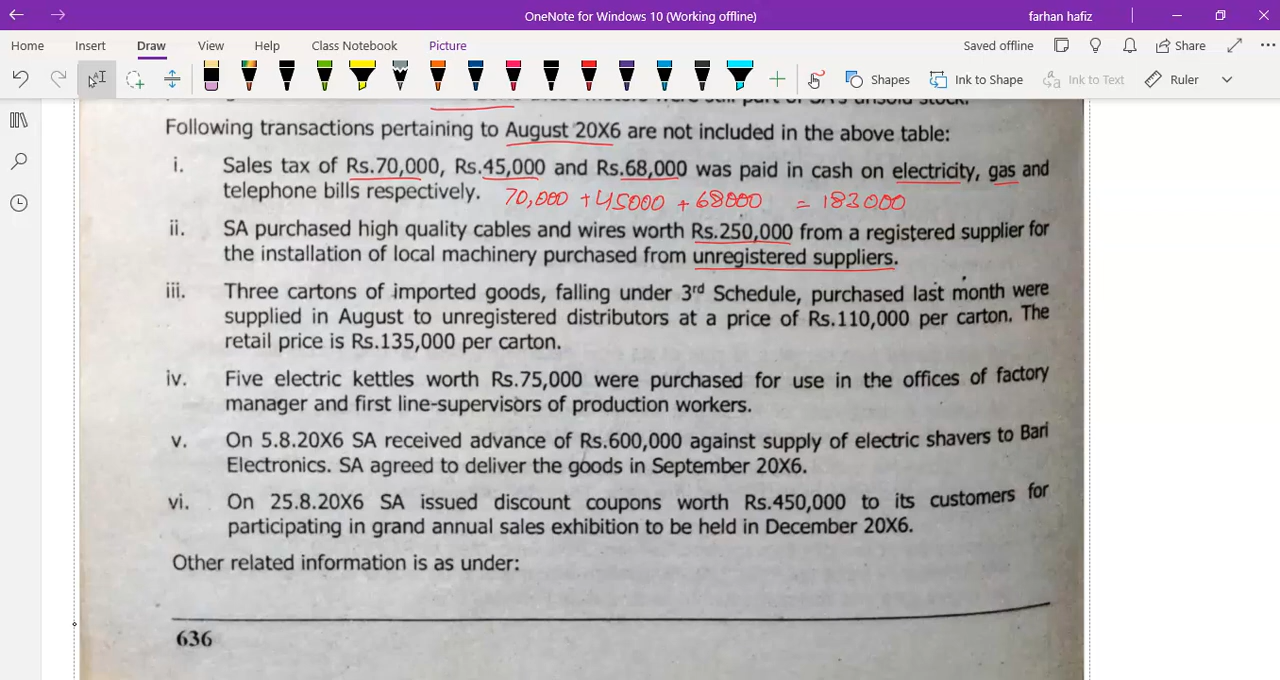 OneNote for Windows 10 (Working offline)
farhan hafiz
Home Insert Draw View Help Class Notebook Picture
Saved offline Share
Shapes Ink to Shape Ink to Text Ruler
were still part of SA's unsold stock.
Following transactions pertaining to August 20X6 are not included in the above table:
i. Sales tax of Rs.70,000, Rs.45,000 and Rs.68,000 was paid in cash on electricity, gas and
telephone bills respectively. 70,000 + 45000 + 68000 = 183000
ii. SA purchased high quality cables and wires worth Rs.250,000 from a registered supplier for
the installation of local machinery purchased from unregistered suppliers.
iii. Three cartons of imported goods, falling under 3rd Schedule, purchased last month were
supplied in August to unregistered distributors at a price of Rs.110,000 per carton. The
retail price is Rs.135,000 per carton.
iv. Five electric kettles worth Rs.75,000 were purchased for use in the offices of factory
manager and first line-supervisors of production workers.
v. On 5.8.20X6 SA received advance of Rs.600,000 against supply of electric shavers to Bari
Electronics. SA agreed to deliver the goods in September 20X6.
vi. On 25.8.20X6 SA issued discount coupons worth Rs.450,000 to its customers for
participating in grand annual sales exhibition to be held in December 20X6.
Other related information is as under:
636